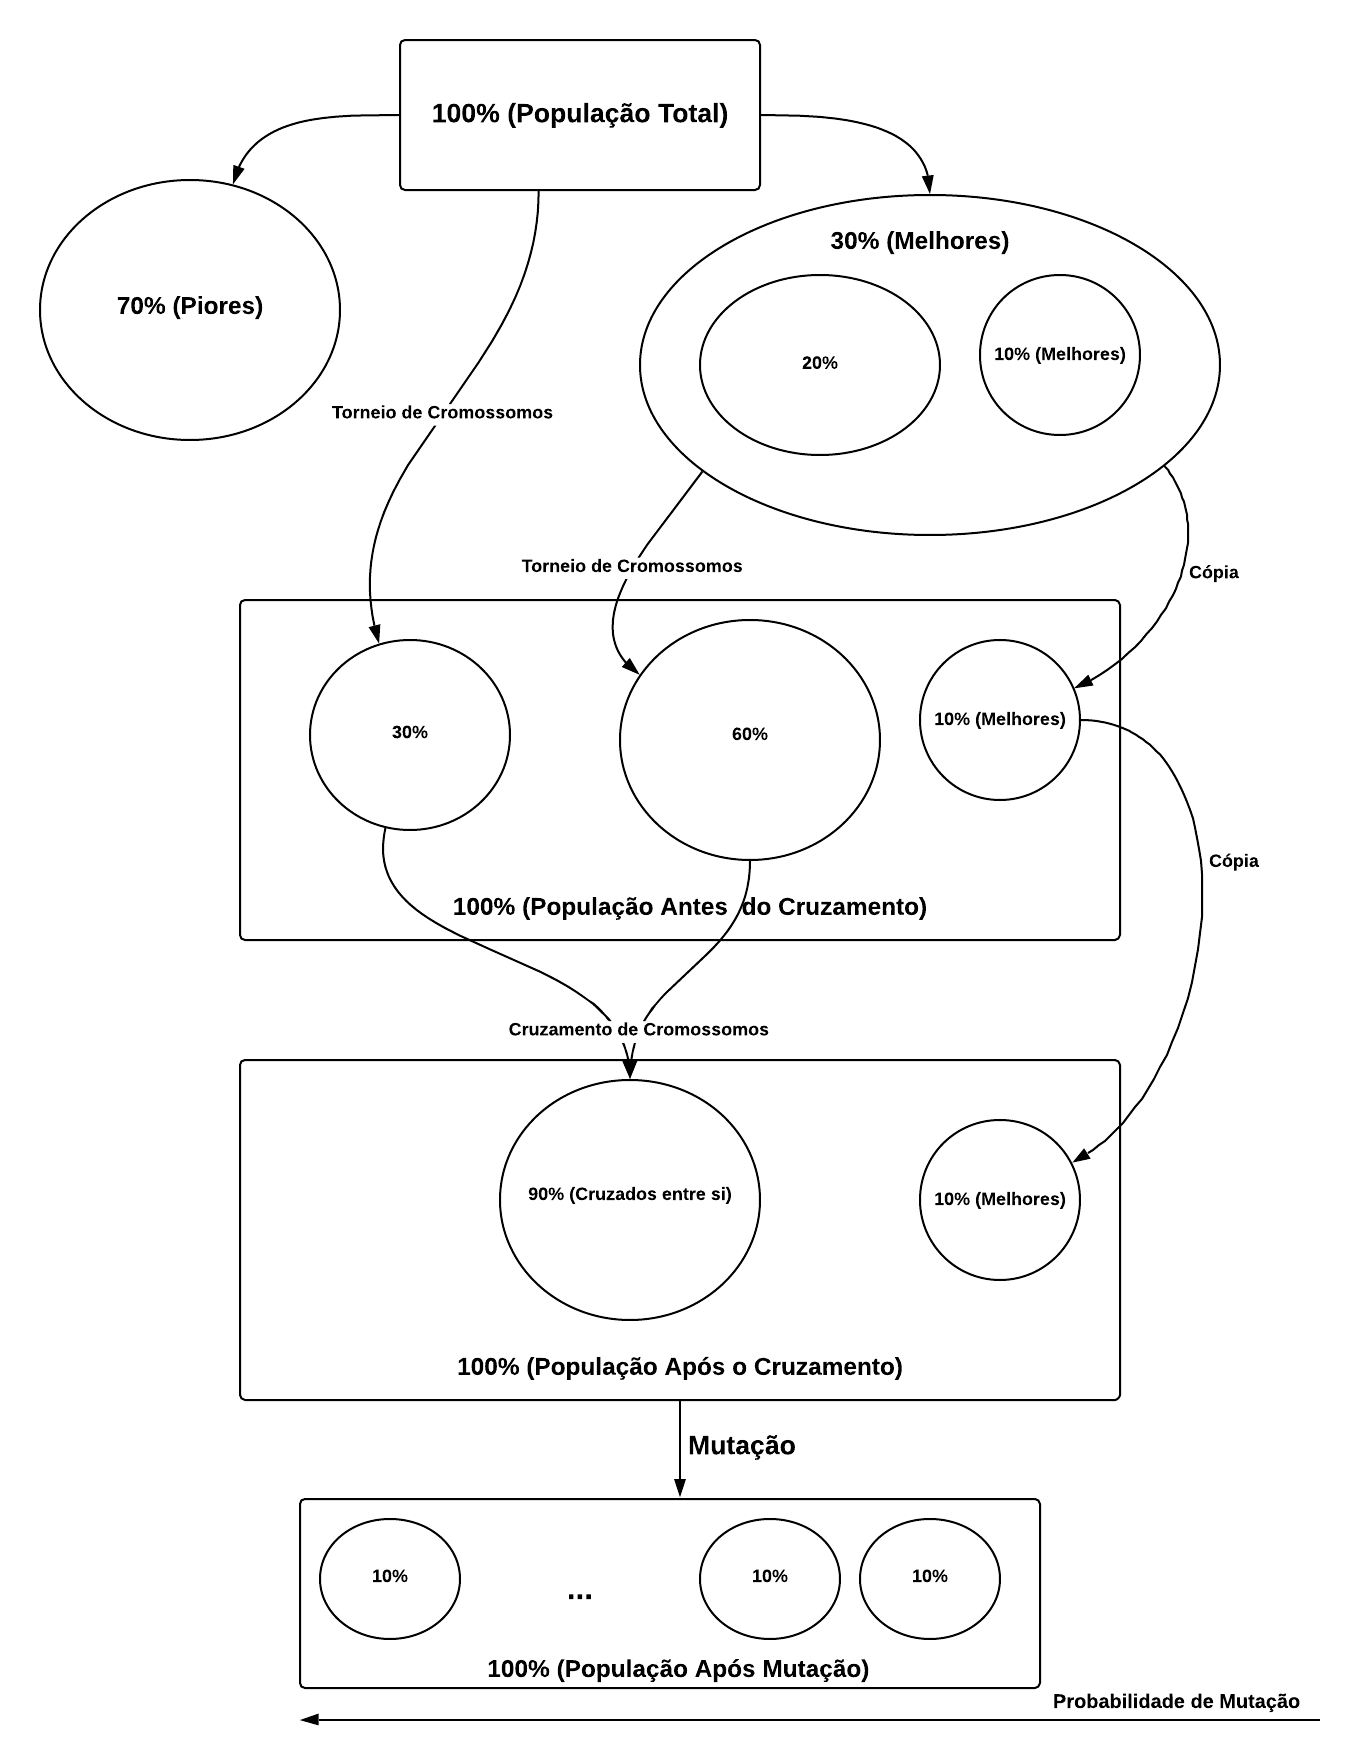 100% (População Total)
30% (Melhores)
70% (Piores)
20%
10% (Melhores)
Torneio de Cromossomos
Torneio de Cromossomos
Cópia
30%
60%
10% (Melhores)
Cópia
100% (População Antes do Cruzamento)
Cruzamento de Cromossomos
90% (Cruzados entre si)
10% (Melhores)
100% (População Após o Cruzamento)
Mutação
10%
...
10%
10%
100% (População Após Mutação)
Probabilidade de Mutação